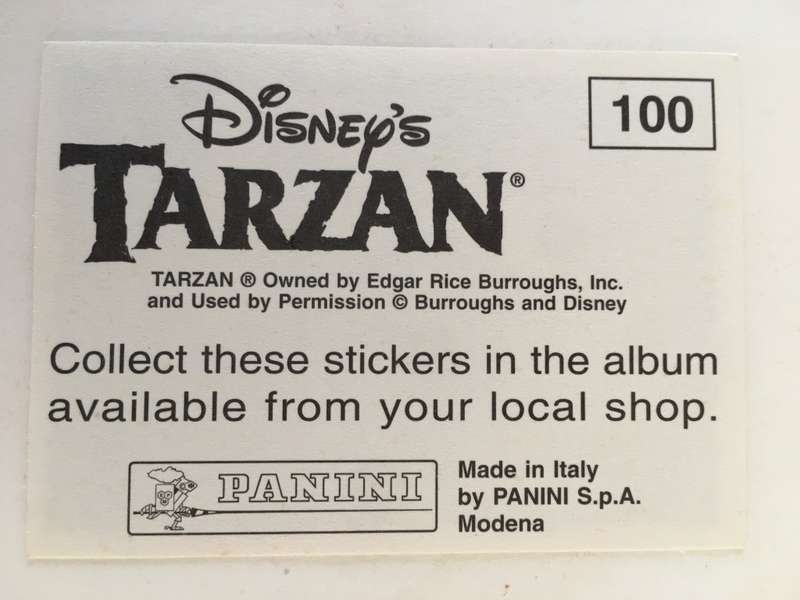 Disney's
100
TARZAN®
TARZAN ® Owned by Edgar Rice Burroughs, Inc.
and Used by Permission © Burroughs and Disney
Collect these stickers in the album
available from your local shop.
PANINI
Made in Italy
by PANINI S.p.A.
Modena